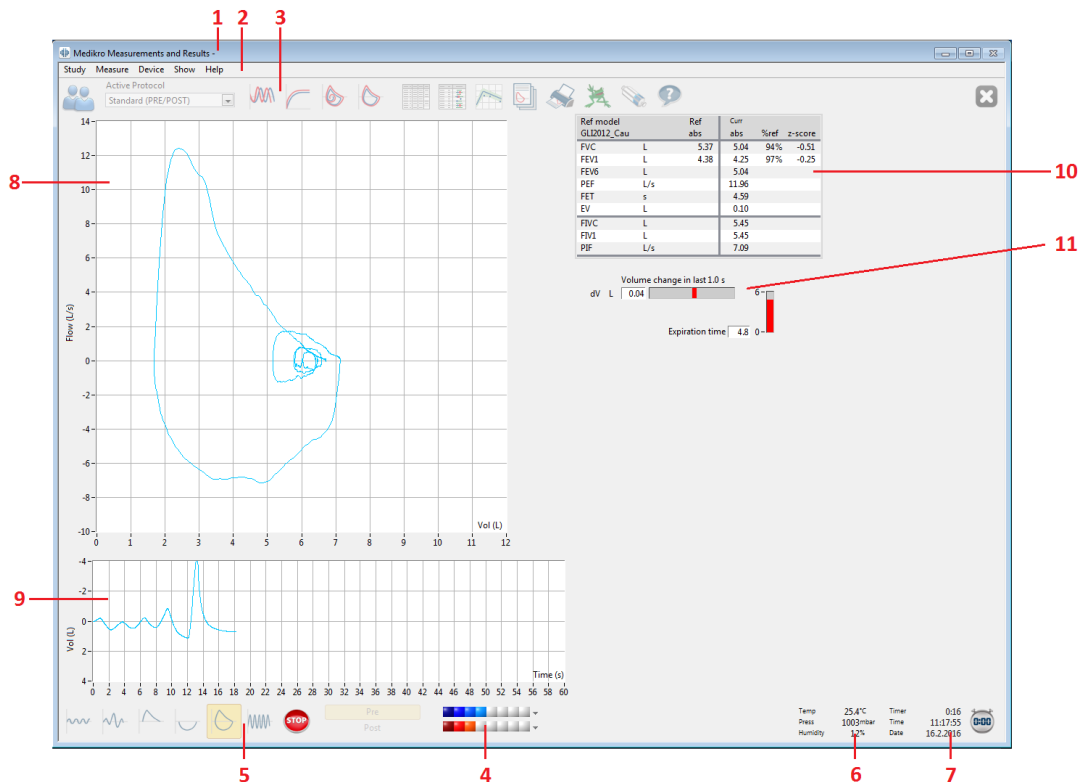 1 2 3
Medikro Measurements and Results -
Study Measure Device Show Help
Active Protocol
Standard (PRE/POST)
Ref model Ref Curr
GLI2012_Cau abs abs %ref z-score
FVC L 5.37 5.04 94% -0.51
FEV1 L 4.38 4.25 97% -0.25
FEV6 L 5.04
PEF L/s 11.96
FET s 4.59
EV L 0.10
FIVC L 5.45
FIV1 L 5.45
PIF L/s 7.09
8
10
11
Volume change in last 1.0 s
dV L 0.04
6
Expiration time 4.8 0
14
12
10
8
6
4
2
0
-2
-4
-6
-8
-10
Flow (L/s)
Vol (L)
0 1 2 3 4 5 6 7 8 9 10 11 12
9
-4
-2
0
2
4
Vol (L)
Time (s)
0 2 4 6 8 10 12 14 16 18 20 22 24 26 28 30 32 34 36 38 40 42 44 46 48 50 52 54 56 58 60
STOP
Pre
Post
Temp 25.4°C Timer 0:16
Press 1003mbar Time 11:17:55
Humidity 12% Date 16.2.2016
0:00
5 4 6 7